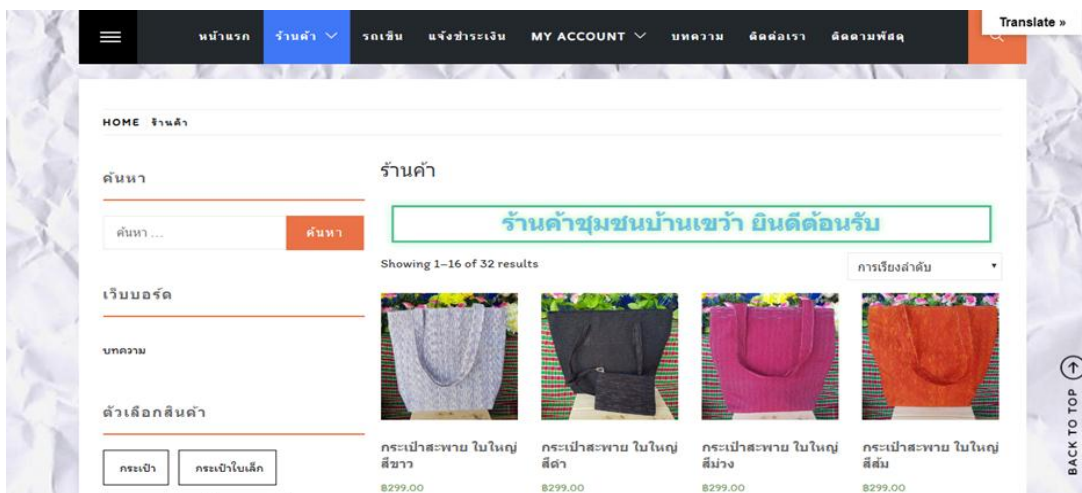 Translate »
หน้าแรก ร้านค้า รถเข็น แจ้งชำระเงิน MY ACCOUNT บทความ ติดต่อเรา ติดตามพัสดุ
HOME ร้านค้า
ค้นหา
ค้นหา ...
ค้นหา
เว็บบอร์ด
บทความ
ตัวเลือกสินค้า
กระเป๋า กระเป๋าใบเล็ก
ร้านค้า
ร้านค้าชุมชนบ้านเขว้า ยินดีต้อนรับ
Showing 1–16 of 32 results
การเรียงลำดับ
กระเป๋าสะพาย ใบใหญ่
สีขาว
฿299.00
กระเป๋าสะพาย ใบใหญ่
สีดำ
฿299.00
กระเป๋าสะพาย ใบใหญ่
สีม่วง
฿299.00
กระเป๋าสะพาย ใบใหญ่
สีส้ม
฿299.00
BACK TO TOP